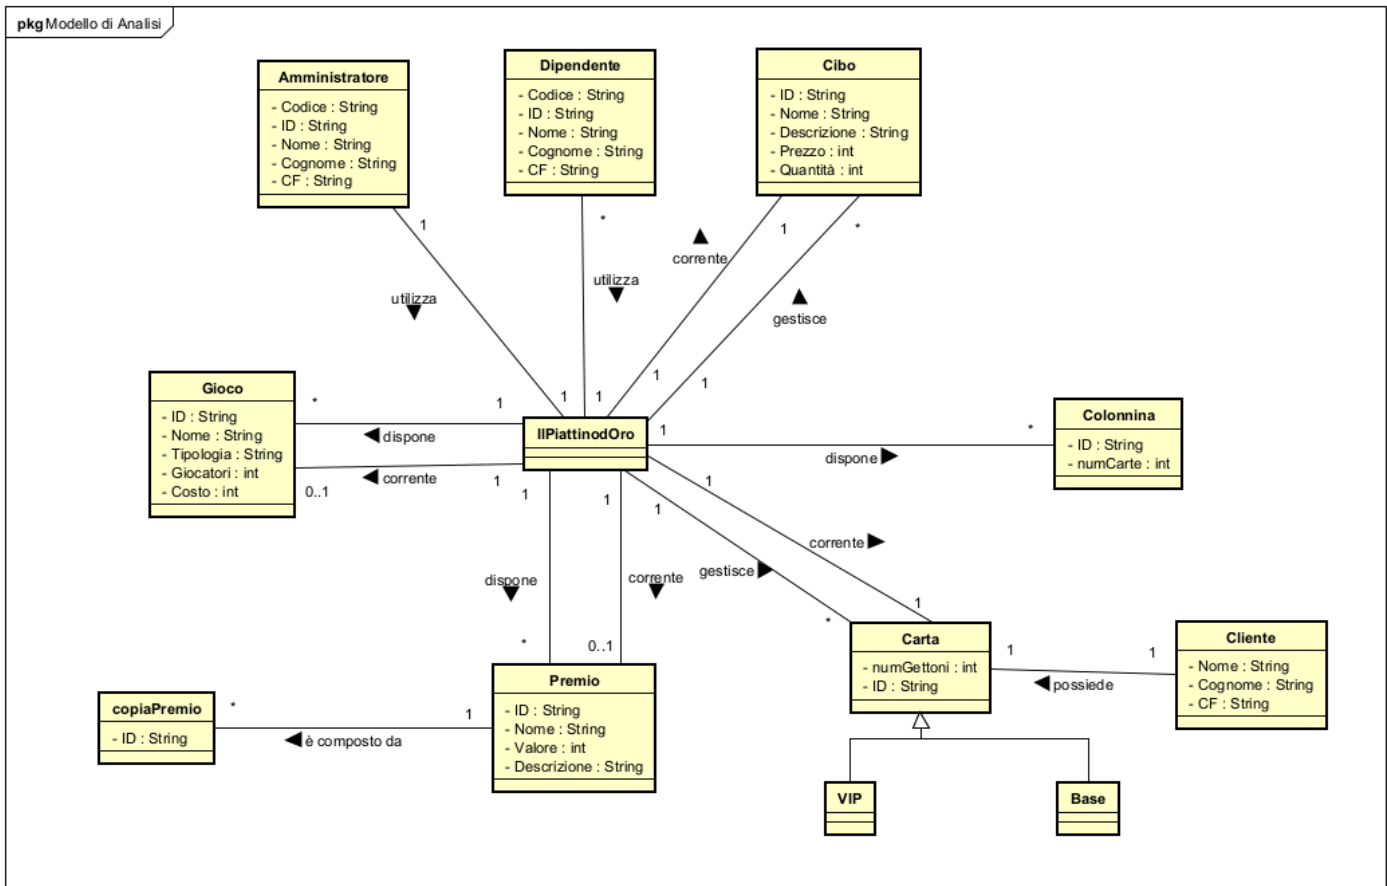 pkg Modello di Analisi
Amministratore
- Codice : String
- ID : String
- Nome : String
- Cognome : String
- CF : String
Dipendente
- Codice : String
- ID : String
- Nome : String
- Cognome : String
- CF : String
Cibo
- ID : String
- Nome : String
- Descrizione : String
- Prezzo : int
- Quantità : int
1
*
1
*
utilizza
utilizza
corrente
gestisce
1
1
1
1
Gioco
- ID : String
- Nome : String
- Tipologia : String
- Giocatori : int
- Costo : int
*
1
dispone
corrente
0..1
1
IlPiattinodOro
1
*
dispone
Colonnina
- ID : String
- numCarte : int
1
1
1
1
dispone
corrente
gestisce
corrente
*
0..1
*
1
Premio
- ID : String
- Nome : String
- Valore : int
- Descrizione : String
copiaPremio
- ID : String
*
1
è composto da
Carta
- numGettoni : int
- ID : String
1
1
possiede
Cliente
- Nome : String
- Cognome : String
- CF : String
VIP
Base